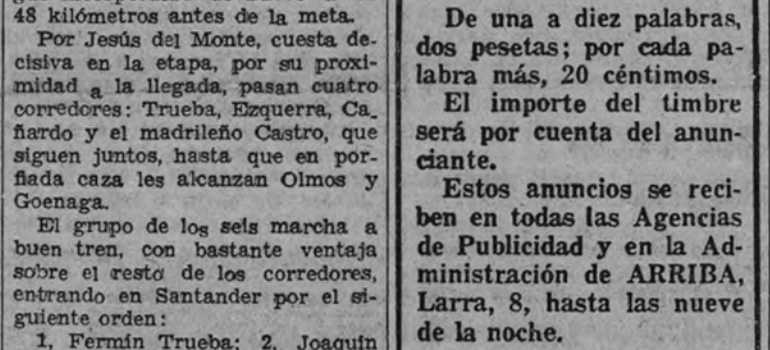 48 kilómetros antes de la meta.
Por Jesús del Monte, cuesta de-
cisiva en la etapa, por su proxi-
midad a la llegada, pasan cuatro
corredores: Trueba, Ezquerra, Ca-
ñardo y el madrileño Castro, que
siguen juntos, hasta que en por-
fiada caza les alcanzan Olmos y
Goenaga.
El grupo de los seis marcha a
buen tren, con bastante ventaja
sobre el resto de los corredores,
entrando en Santander por el si-
guiente orden:
1, Fermín Trueba; 2, Joaquín
De una a diez palabras,
dos pesetas; por cada pa-
labra más, 20 céntimos.
El importe del timbre
será por cuenta del anun-
ciante.
Estos anuncios se reci-
ben en todas las Agencias
de Publicidad y en la Ad-
ministración de ARRIBA,
Larra, 8, hasta las nueve
de la noche.